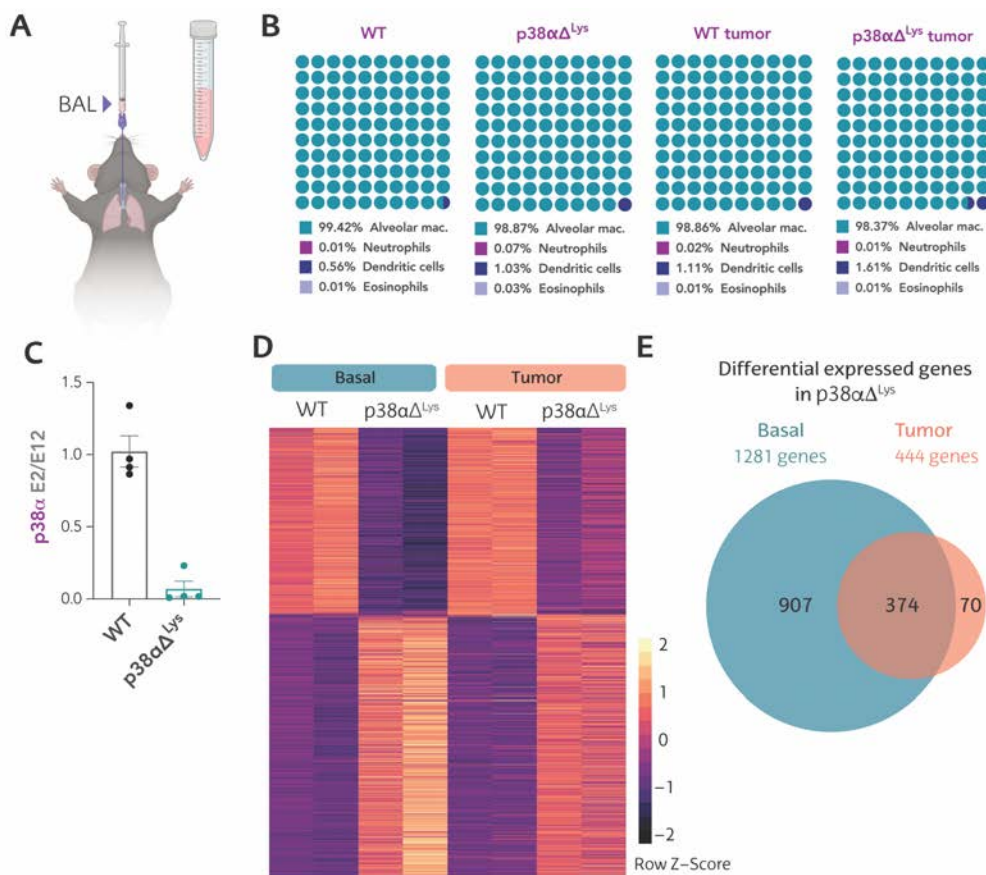 A
BAL
B
WT
99.42% Alveolar mac.
0.01% Neutrophils
0.56% Dendritic cells
0.01% Eosinophils
p38αΔLys
98.87% Alveolar mac.
0.07% Neutrophils
1.03% Dendritic cells
0.03% Eosinophils
WT tumor
98.86% Alveolar mac.
0.02% Neutrophils
1.11% Dendritic cells
0.01% Eosinophils
p38αΔLys tumor
98.37% Alveolar mac.
0.01% Neutrophils
1.61% Dendritic cells
0.01% Eosinophils
C
p38α E2/E12
1.5
1.0
0.5
0.0
WT
p38αΔLys
D
Basal Tumor
WT p38αΔLys WT p38αΔLys
2
1
0
−1
−2
Row Z−Score
E
Differential expressed genes
in p38αΔLys
Basal
1281 genes
Tumor
444 genes
907 374 70